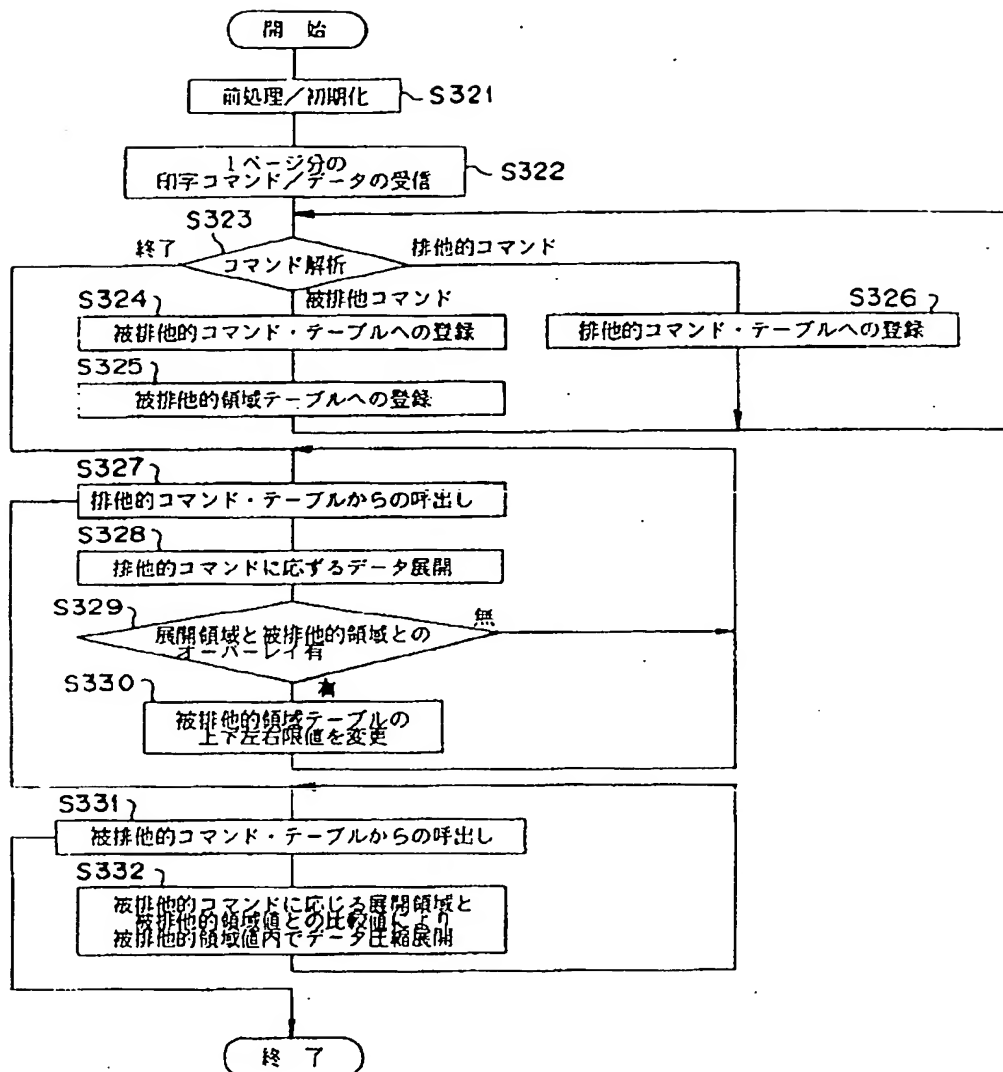 開 始
前処理/初期化
S321
1ページ分の
印字コマンド/データの受信
S322
S323
終了
コマンド解析
排他的コマンド
被排他コマンド
S324
被排他的コマンド・テーブルへの登録
S326
排他的コマンド・テーブルへの登録
S325
被排他的領域テーブルへの登録
S327
排他的コマンド・テーブルからの呼出し
S328
排他的コマンドに応ずるデータ展開
S329
展開領域と被排他的領域との
オーバーレイ有
無
有
S330
被排他的領域テーブルの
上下左右限値を変更
S331
被排他的コマンド・テーブルからの呼出し
S332
被排他的コマンドに応じる展開領域と
被排他的領域値との比較値により
被排他的領域値内でデータ圧縮展開
終 了